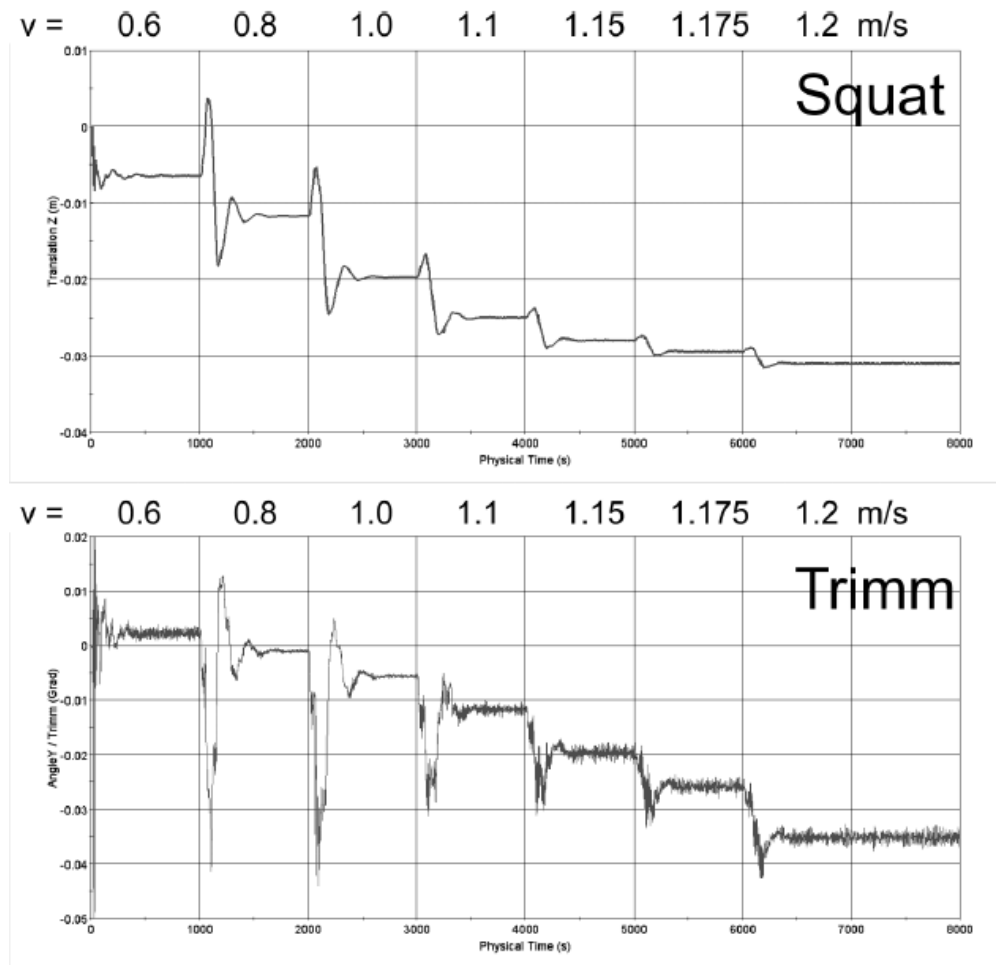 v = 0.6 0.8 1.0 1.1 1.15 1.175 1.2 m/s
Squat
0.01
0
-0.01
-0.02
-0.03
-0.04
Translation Z (m)
0 1000 2000 3000 4000 5000 6000 7000 8000
Physical Time (s)
v = 0.6 0.8 1.0 1.1 1.15 1.175 1.2 m/s
Trimm
0.02
0.01
0
-0.01
-0.02
-0.03
-0.04
-0.05
AngleY / Trimm (Grad)
0 1000 2000 3000 4000 5000 6000 7000 8000
Physical Time (s)